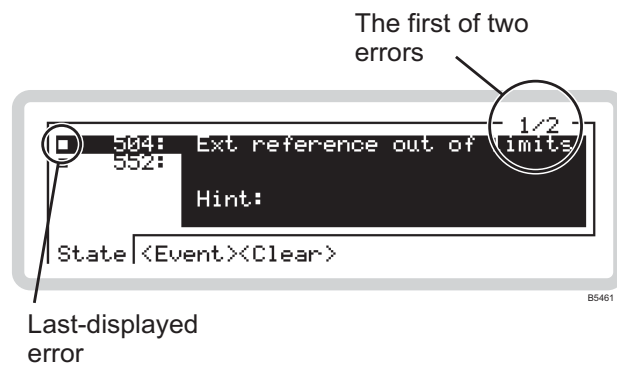 The first of two
errors
1/2
504: Ext reference out of limits
552:
Hint:
State <Event><Clear>
B5461
Last-displayed
error